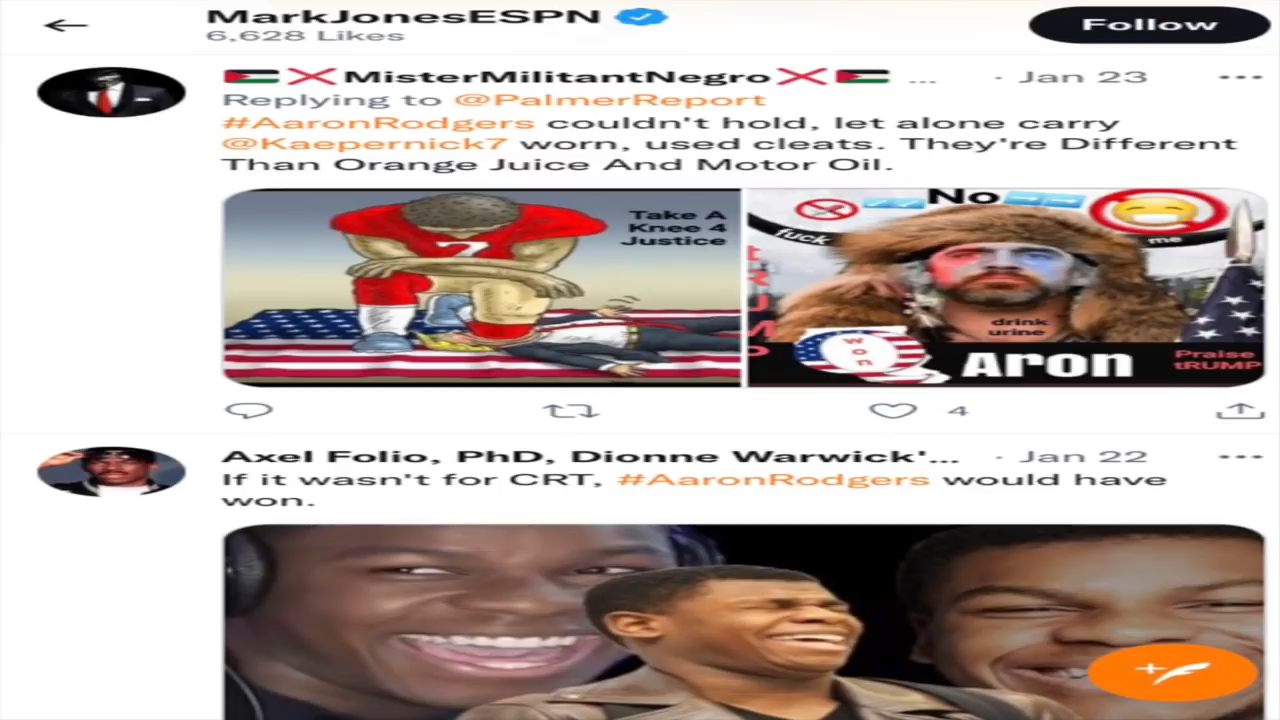 MarkJonesESPN
6,628 Likes
Follow
MisterMilitantNegro ... · Jan 23
Replying to @PalmerReport
#AaronRodgers couldn't hold, let alone carry
@Kaepernick7 worn, used cleats. They're Different
Than Orange Juice And Motor Oil.
Take A
Knee 4
Justice
7
No
fuck
me
TRUMP
drink
urine
won
Aron
Praise
tRUMP
4
Axel Folio, PhD, Dionne Warwick'... · Jan 22
If it wasn't for CRT, #AaronRodgers would have
won.